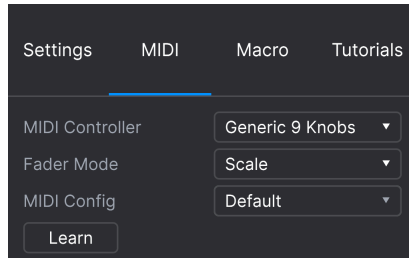 Settings MIDI Macro Tutorials
MIDI Controller Generic 9 Knobs
Fader Mode Scale
MIDI Config Default
Learn